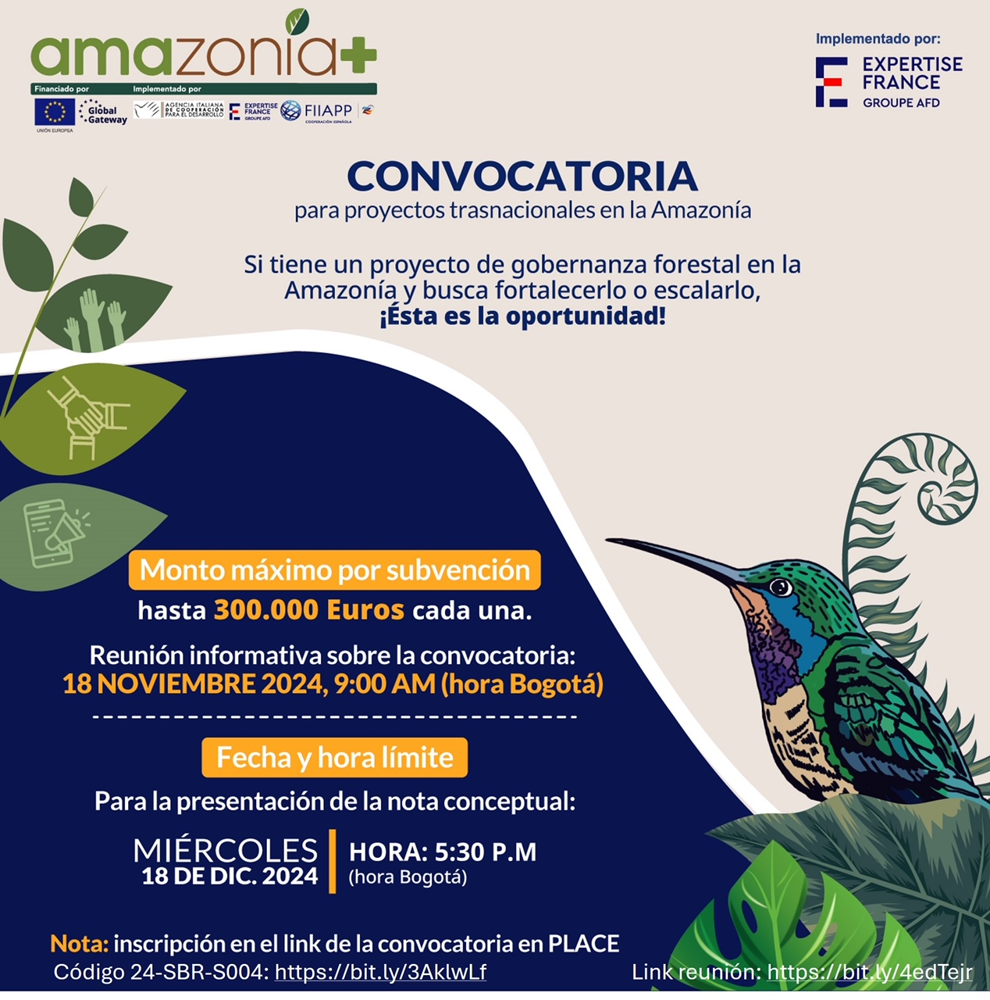 amazonía+
Financiado por
Implementado por
UNIÓN EUROPEA
Global
Gateway
AGENCIA ITALIANA
DE COOPERACIÓN
PARA EL DESARROLLO
EXPERTISE
FRANCE
GROUPE AFD
FIIAPP
COOPERACIÓN ESPAÑOLA
Implementado por:
EXPERTISE
FRANCE
GROUPE AFD
CONVOCATORIA
para proyectos trasnacionales en la Amazonía
Si tiene un proyecto de gobernanza forestal en la
Amazonía y busca fortalecerlo o escalarlo,
¡Ésta es la oportunidad!
Monto máximo por subvención
hasta 300.000 Euros cada una.
Reunión informativa sobre la convocatoria:
18 NOVIEMBRE 2024, 9:00 AM (hora Bogotá)
Fecha y hora límite
Para la presentación de la nota conceptual:
MIÉRCOLES
18 DE DIC. 2024
HORA: 5:30 P.M
(hora Bogotá)
Nota: inscripción en el link de la convocatoria en PLACE
Código 24-SBR-S004: https://bit.ly/3AklwLf
Link reunión: https://bit.ly/4edTejr